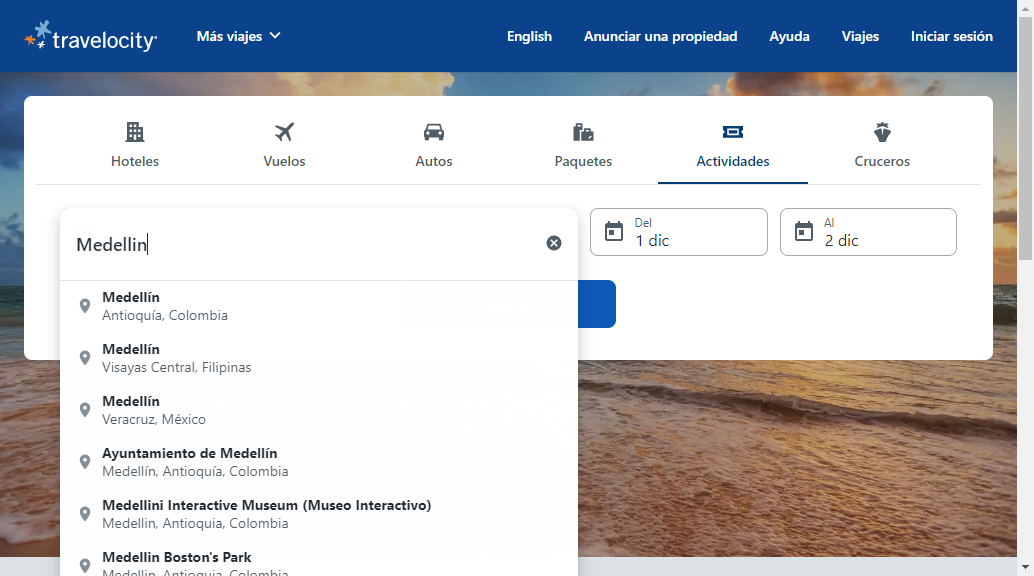 travelocity
Más viajes
English
Anunciar una propiedad
Ayuda
Viajes
Iniciar sesión
Hoteles
Vuelos
Autos
Paquetes
Actividades
Cruceros
Medellin
Del
1 dic
Al
2 dic
Medellín
Antioquía, Colombia
Medellín
Visayas Central, Filipinas
Medellín
Veracruz, México
Ayuntamiento de Medellín
Medellín, Antioquía, Colombia
Medellini Interactive Museum (Museo Interactivo)
Medellin, Antioquia, Colombia
Medellin Boston's Park
Medellin, Antioquia, Colombia